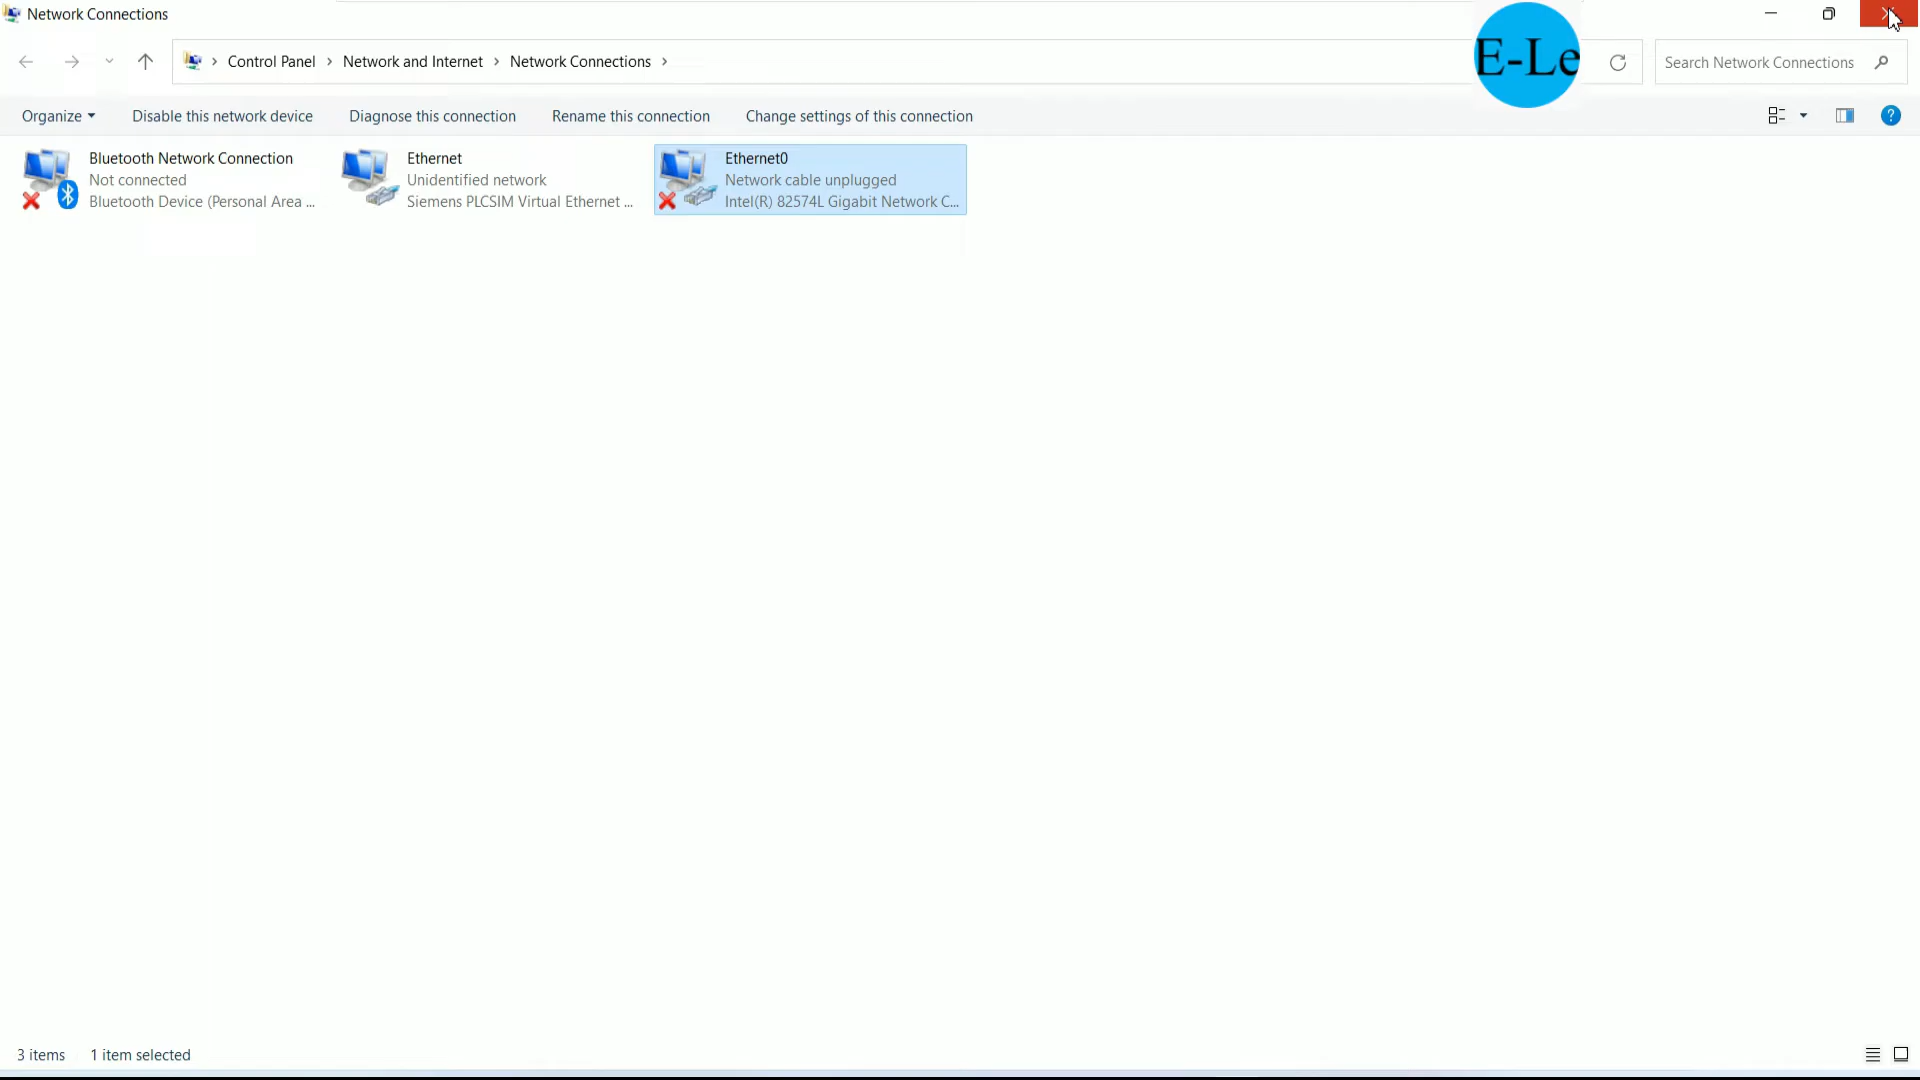 Network Connections
Control Panel > Network and Internet > Network Connections >
E-Le
Search Network Connections
Organize
Disable this network device
Diagnose this connection
Rename this connection
Change settings of this connection
Bluetooth Network Connection
Not connected
Bluetooth Device (Personal Area ...
Ethernet
Unidentified network
Siemens PLCSIM Virtual Ethernet ...
Ethernet0
Network cable unplugged
Intel(R) 82574L Gigabit Network C...
3 items
1 item selected